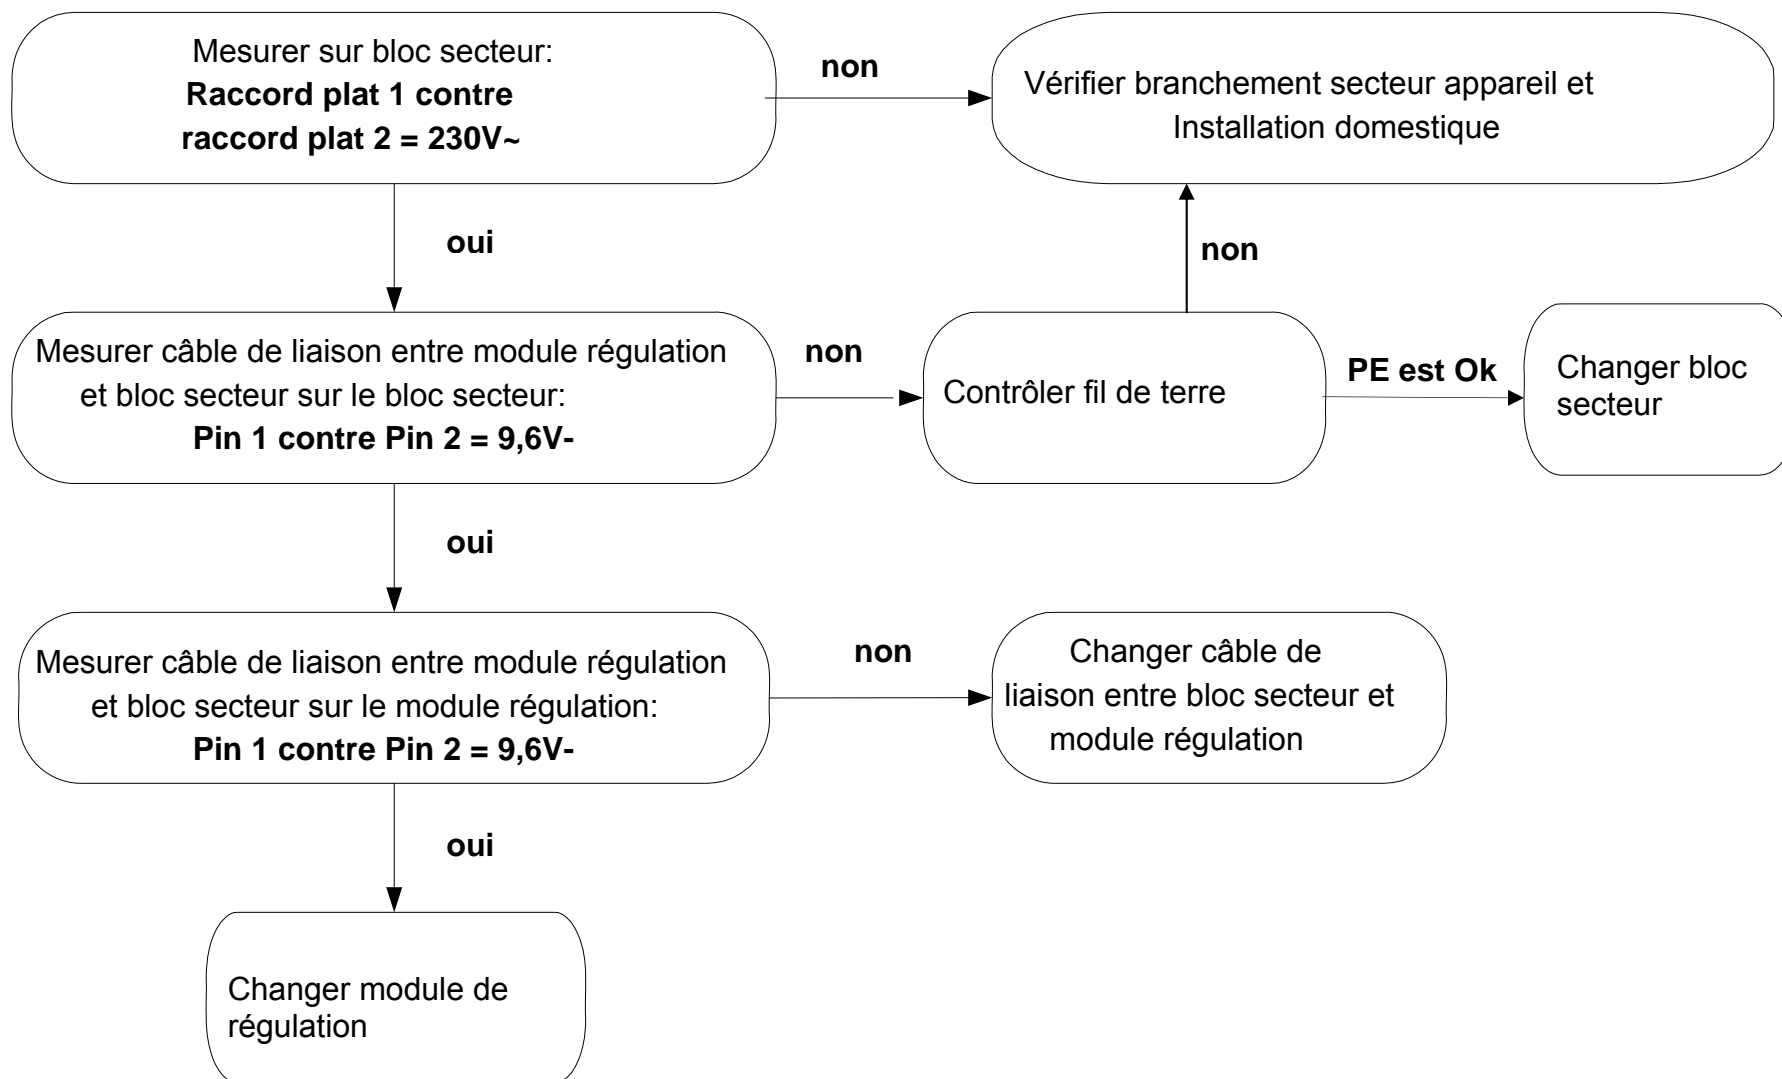 Mesurer sur bloc secteur:
Raccord plat 1 contre
raccord plat 2 = 230V~
non
Vérifier branchement secteur appareil et
Installation domestique
oui
non
Mesurer câble de liaison entre module régulation
et bloc secteur sur le bloc secteur:
Pin 1 contre Pin 2 = 9,6V-
non
Contrôler fil de terre
PE est Ok
Changer bloc
secteur
oui
Mesurer câble de liaison entre module régulation
et bloc secteur sur le module régulation:
Pin 1 contre Pin 2 = 9,6V-
non
Changer câble de
liaison entre bloc secteur et
module régulation
oui
Changer module de
régulation